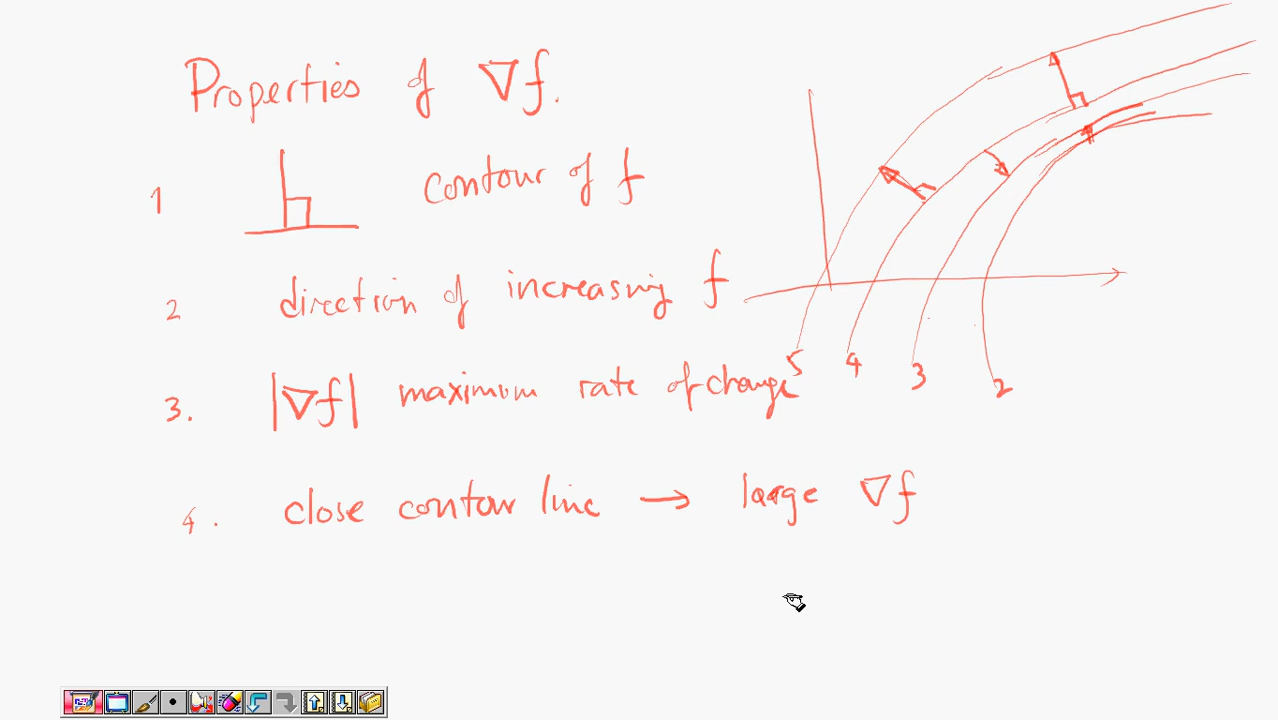 Properties of ∇f.
1 ⊥ contour of f
2 direction of increasing f
3. |∇f| maximum rate of change
4. close contour line → large ∇f
5 4 3 2